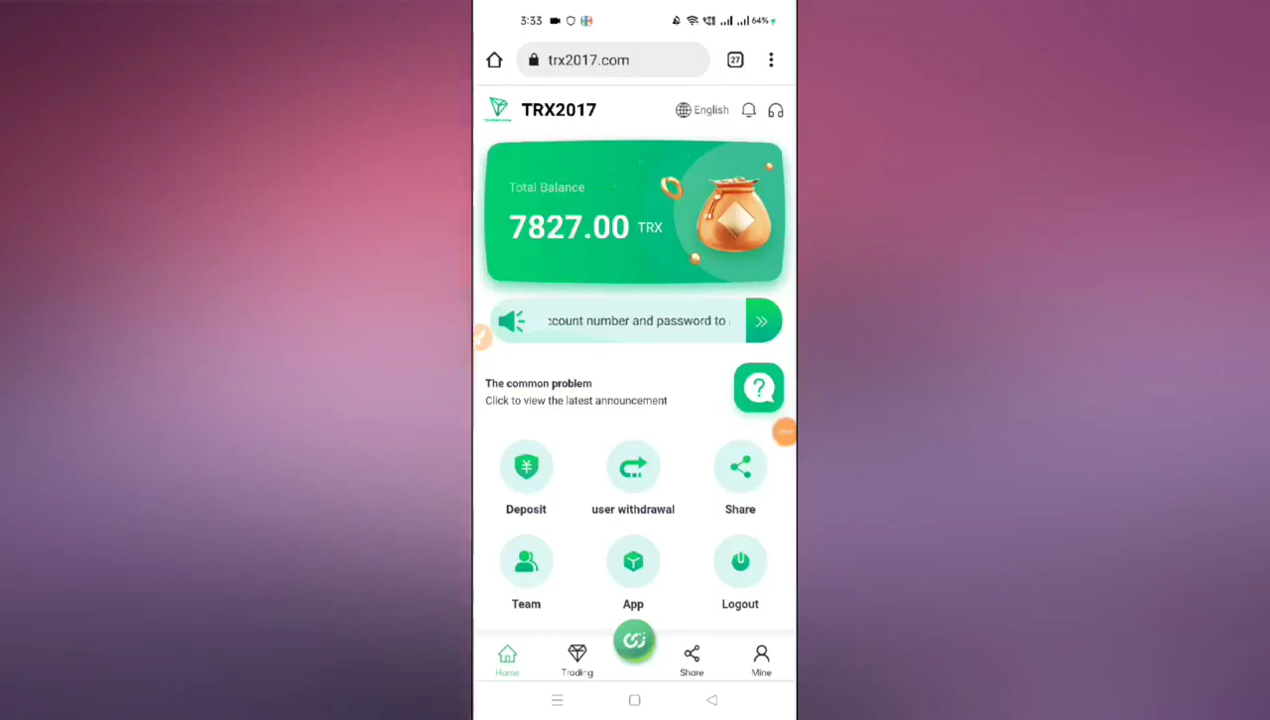 3:33 64%
trx2017.com 27
TRX2017 English
Total Balance
7827.00 TRX
ccount number and password to
The common problem
Click to view the latest announcement
Deposit user withdrawal Share
Team App Logout
Home Trading Share Mine